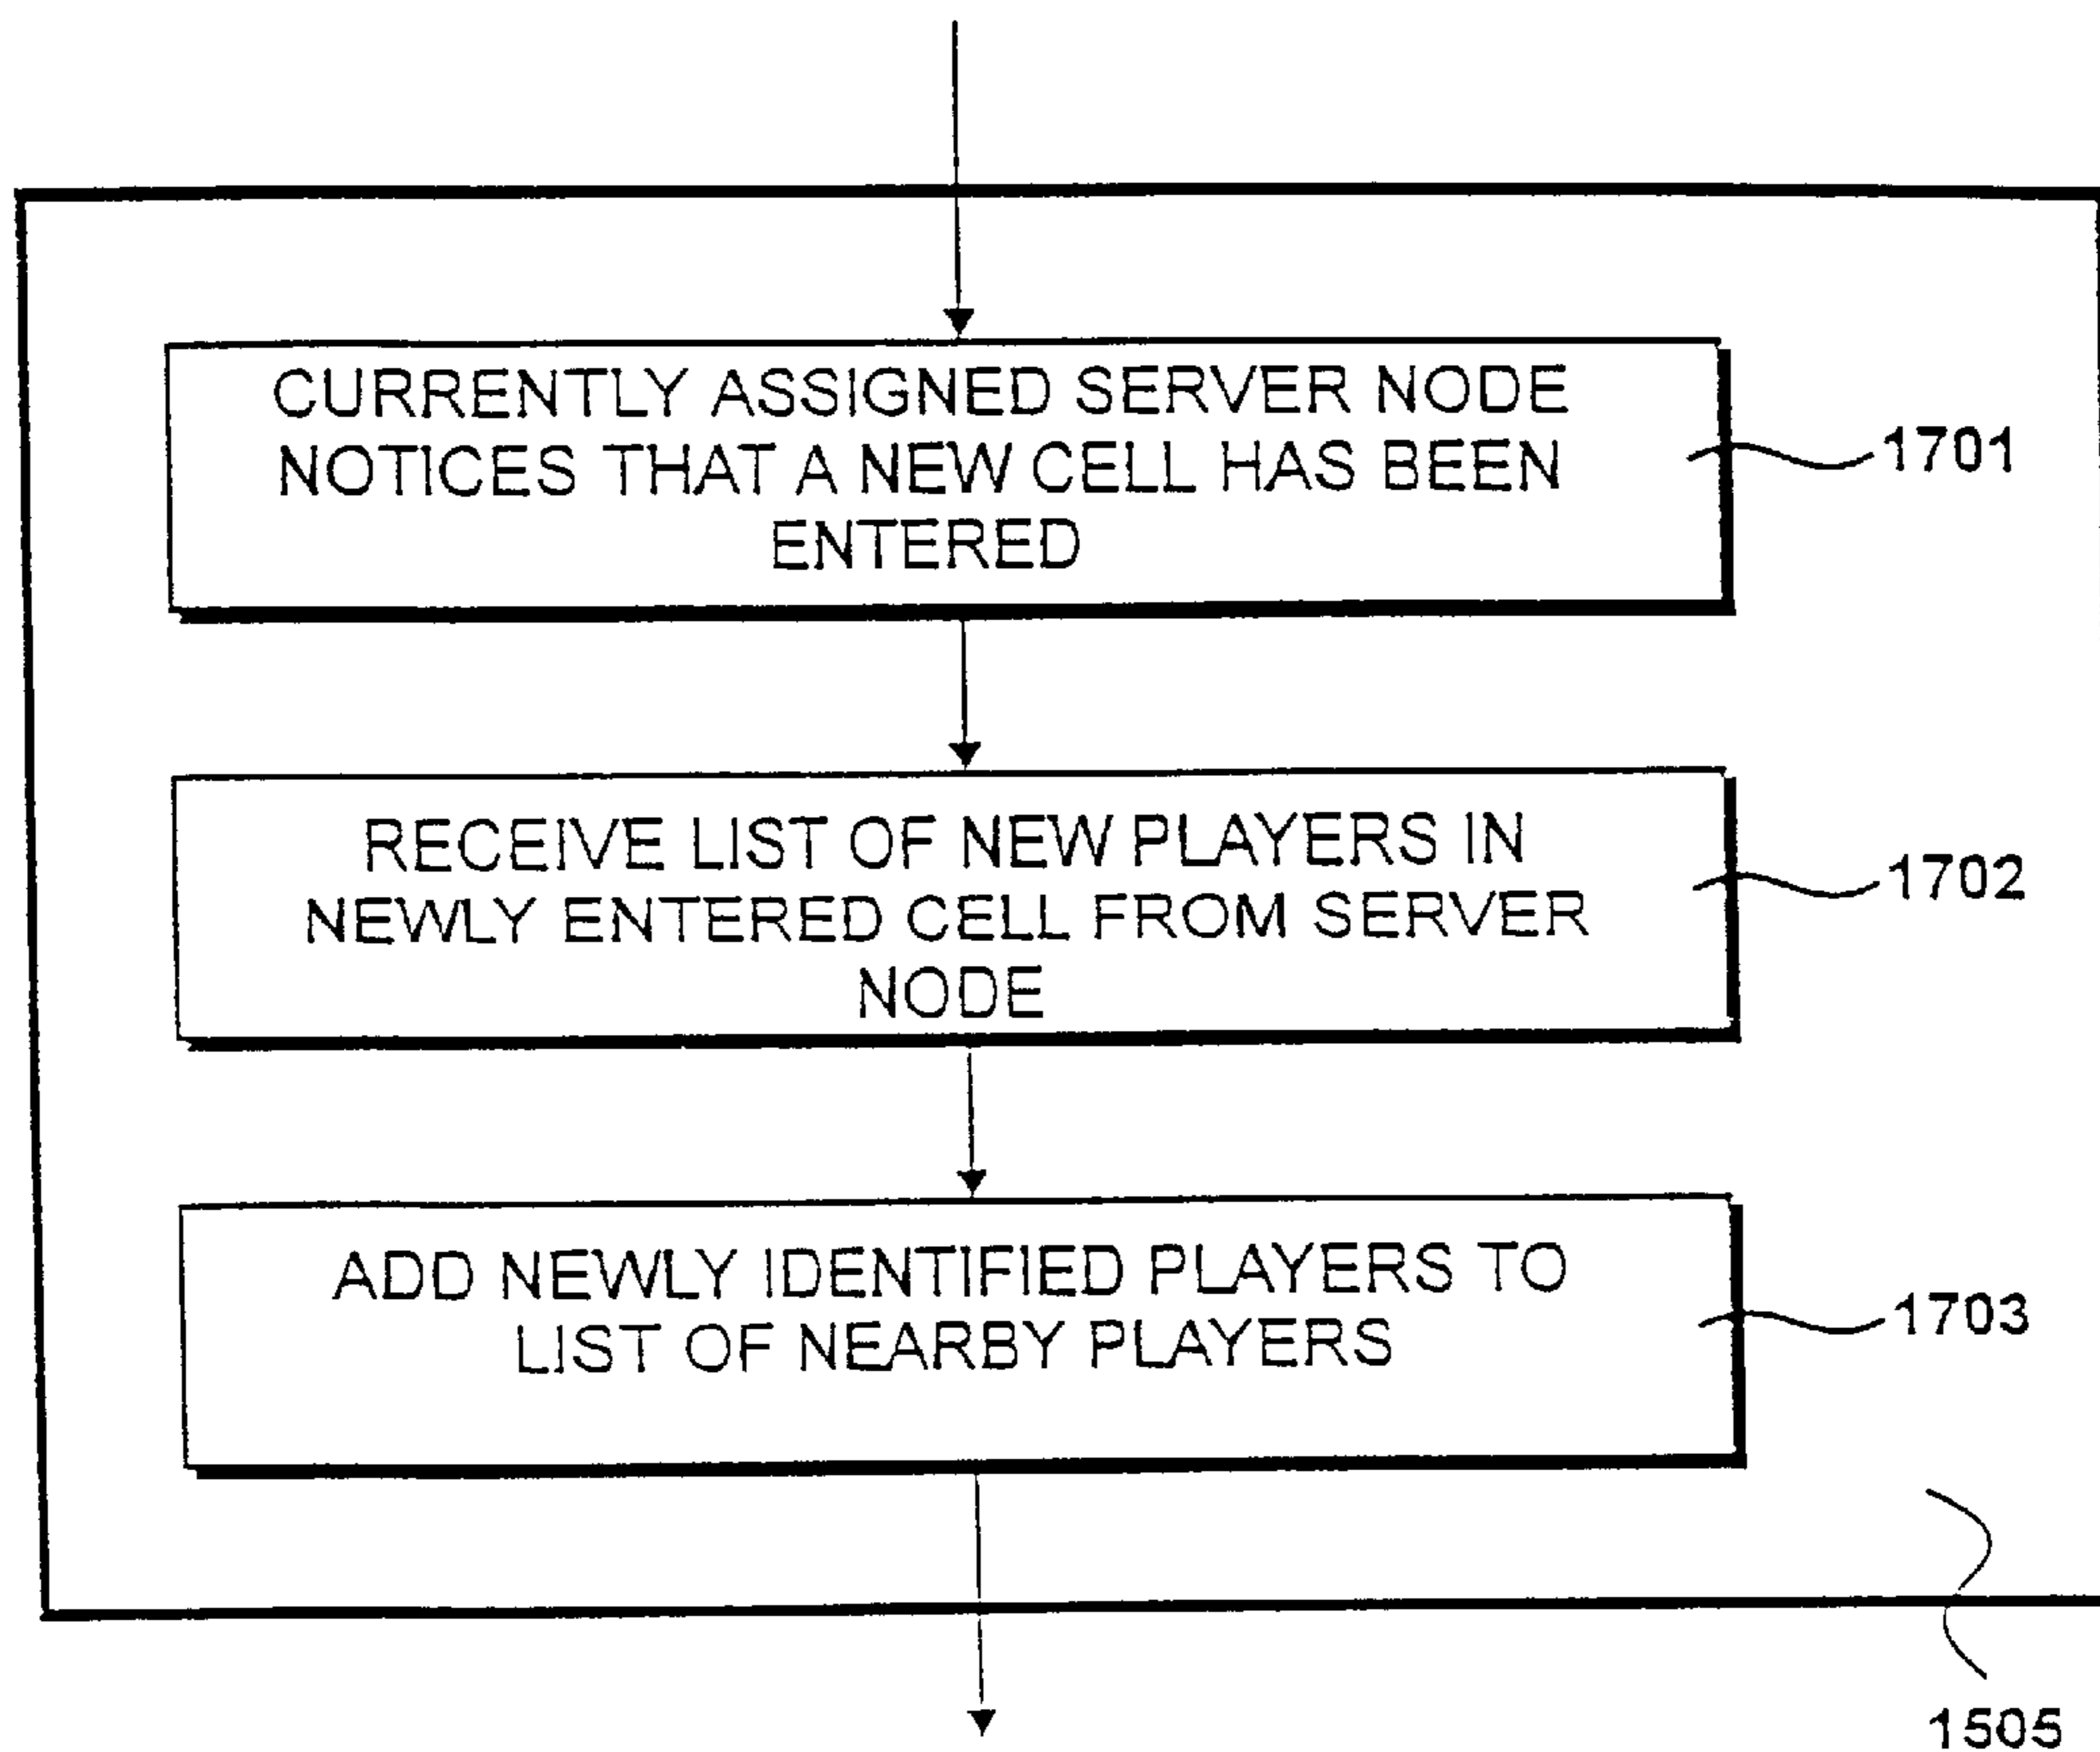 CURRENTLY ASSIGNED SERVER NODE
NOTICES THAT A NEW CELL HAS BEEN
ENTERED
1701
RECEIVE LIST OF NEW PLAYERS IN
NEWLY ENTERED CELL FROM SERVER
NODE
1702
ADD NEWLY IDENTIFIED PLAYERS TO
LIST OF NEARBY PLAYERS
1703
1505